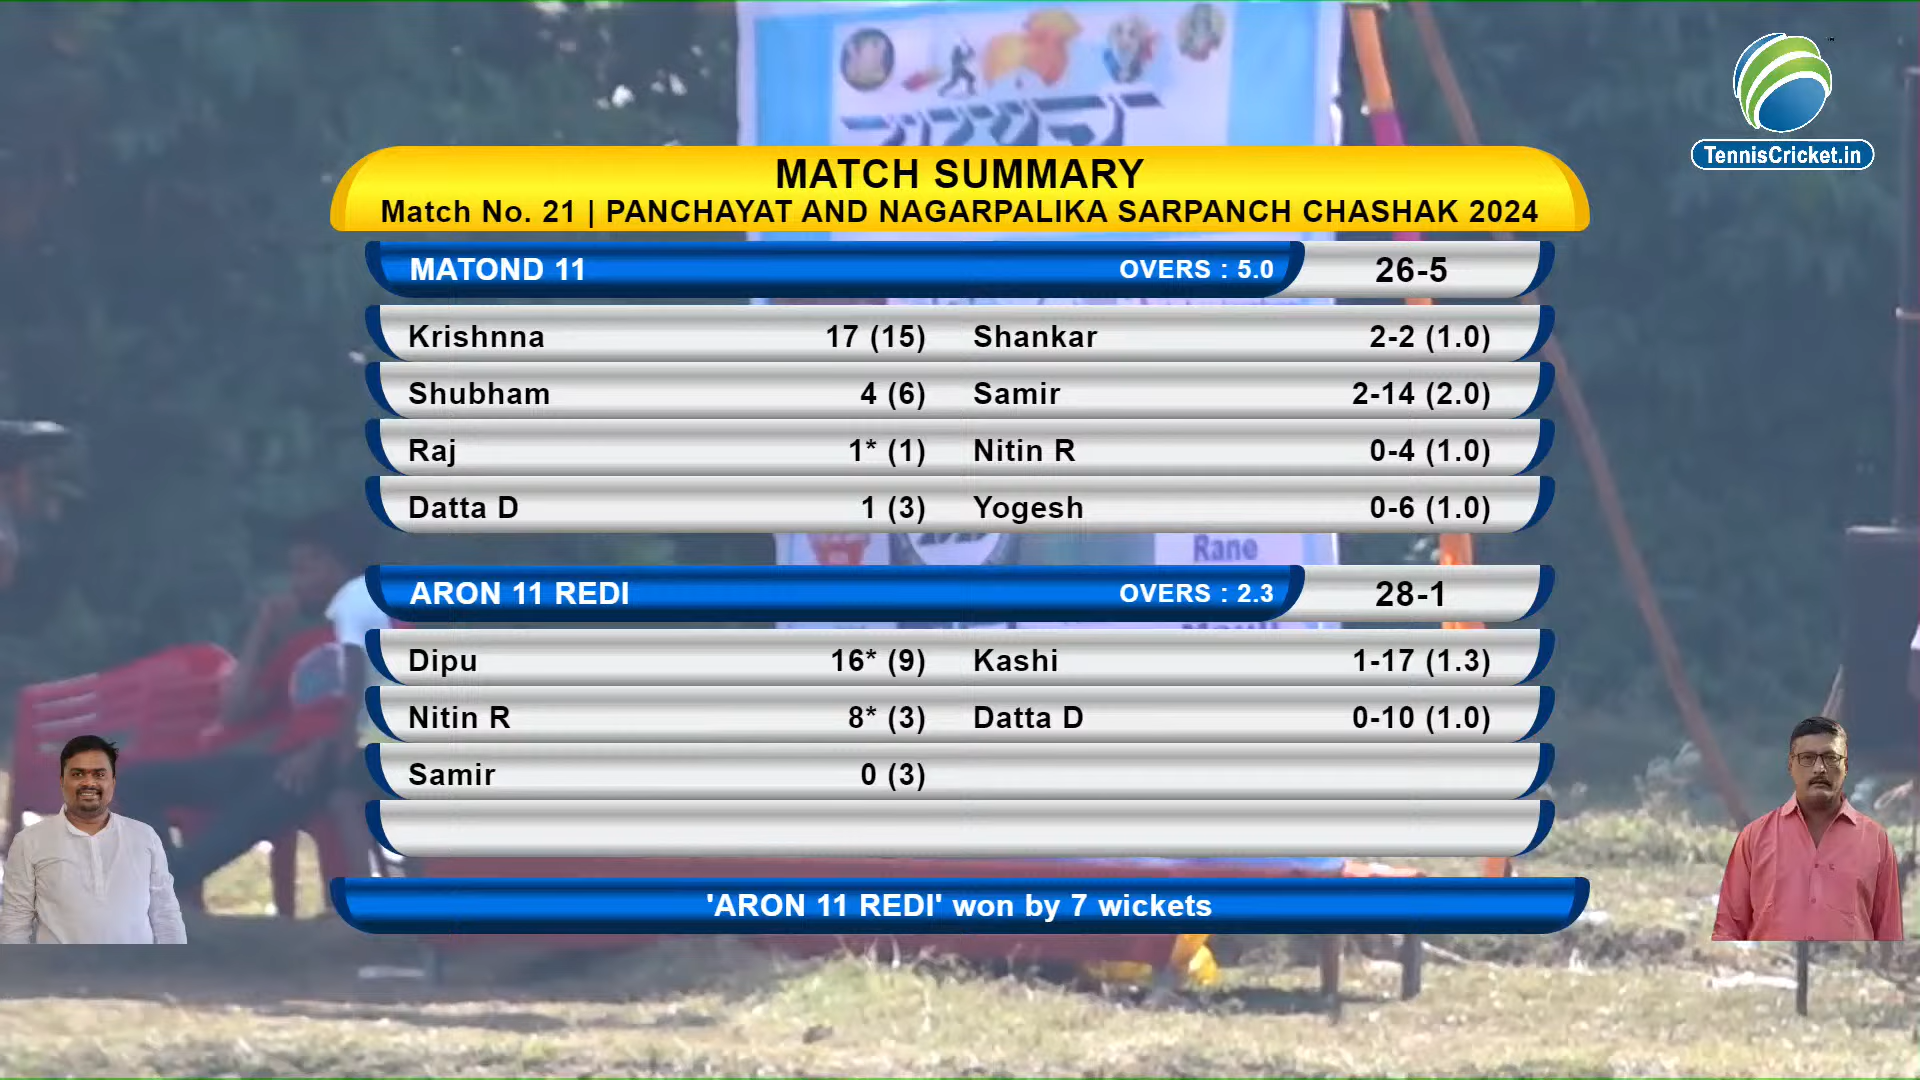 TennisCricket.in
MATCH SUMMARY
Match No. 21 | PANCHAYAT AND NAGARPALIKA SARPANCH CHASHAK 2024
MATOND 11 OVERS : 5.0 26-5
Krishnna 17 (15) Shankar 2-2 (1.0)
Shubham 4 (6) Samir 2-14 (2.0)
Raj 1* (1) Nitin R 0-4 (1.0)
Datta D 1 (3) Yogesh 0-6 (1.0)
Rane
ARON 11 REDI OVERS : 2.3 28-1
Dipu 16* (9) Kashi 1-17 (1.3)
Nitin R 8* (3) Datta D 0-10 (1.0)
Samir 0 (3)
'ARON 11 REDI' won by 7 wickets